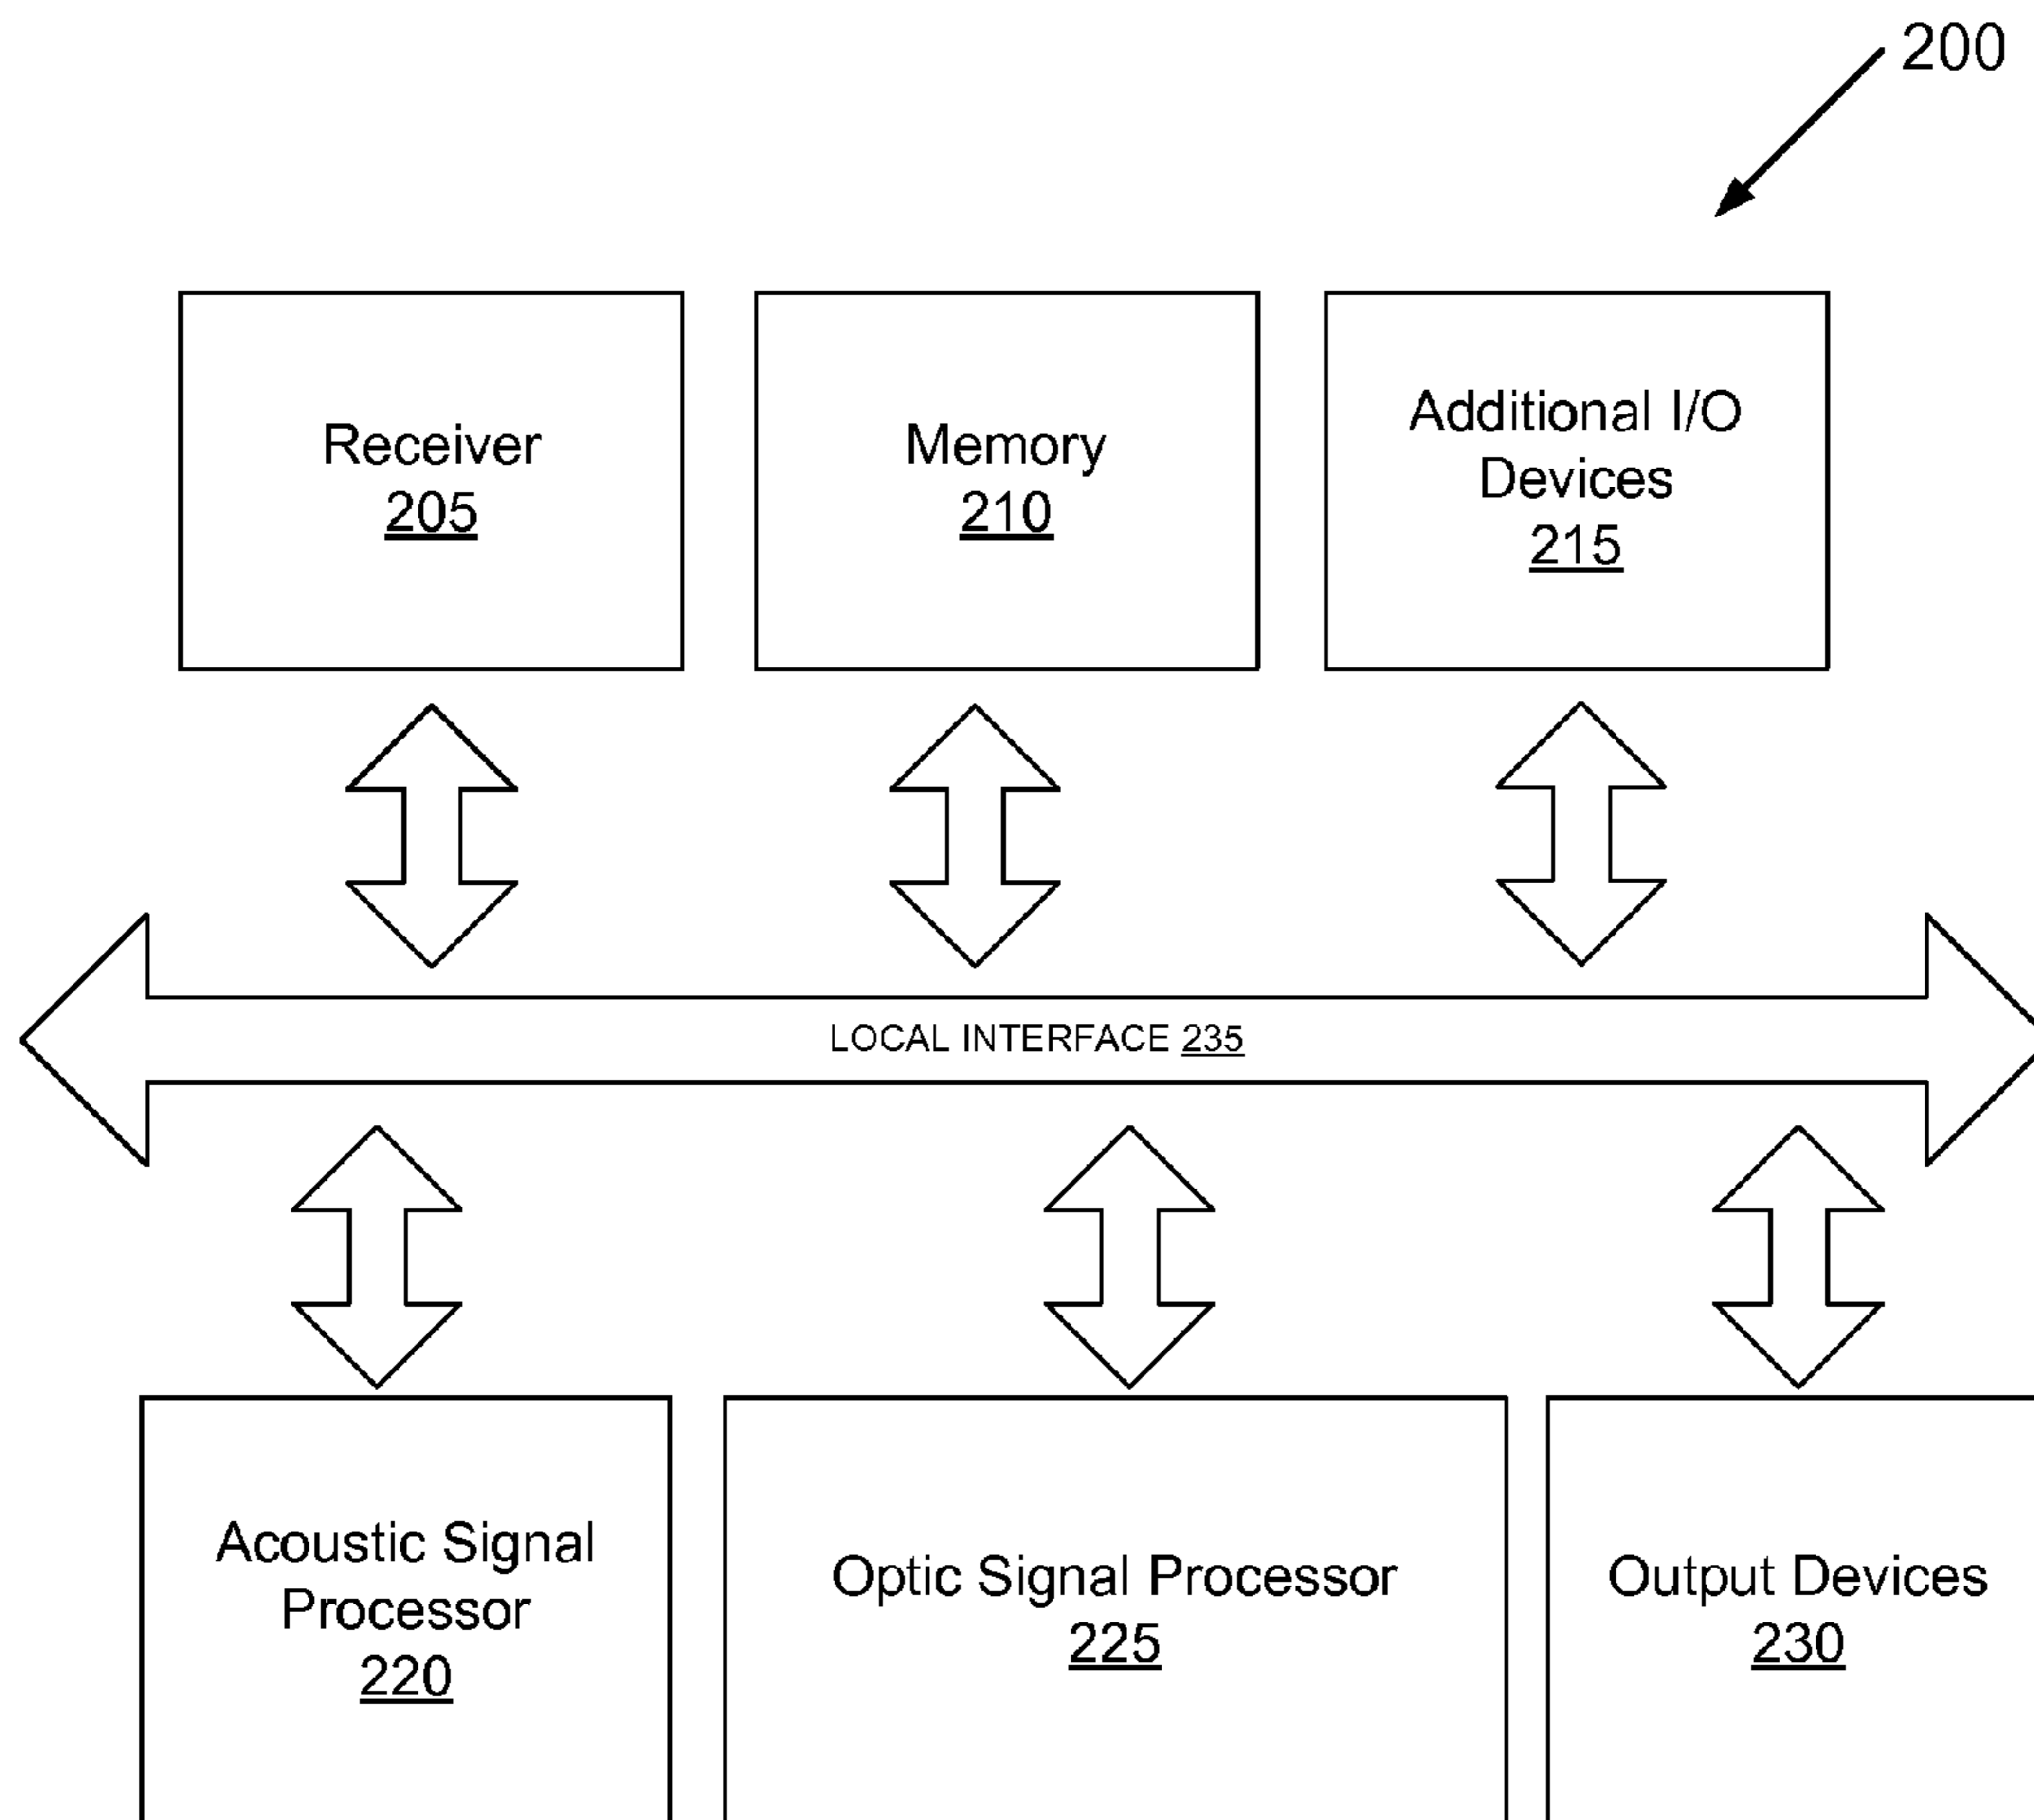 200
Receiver
205
Memory
210
Additional I/O
Devices
215
LOCAL INTERFACE 235
Acoustic Signal
Processor
220
Optic Signal Processor
225
Output Devices
230